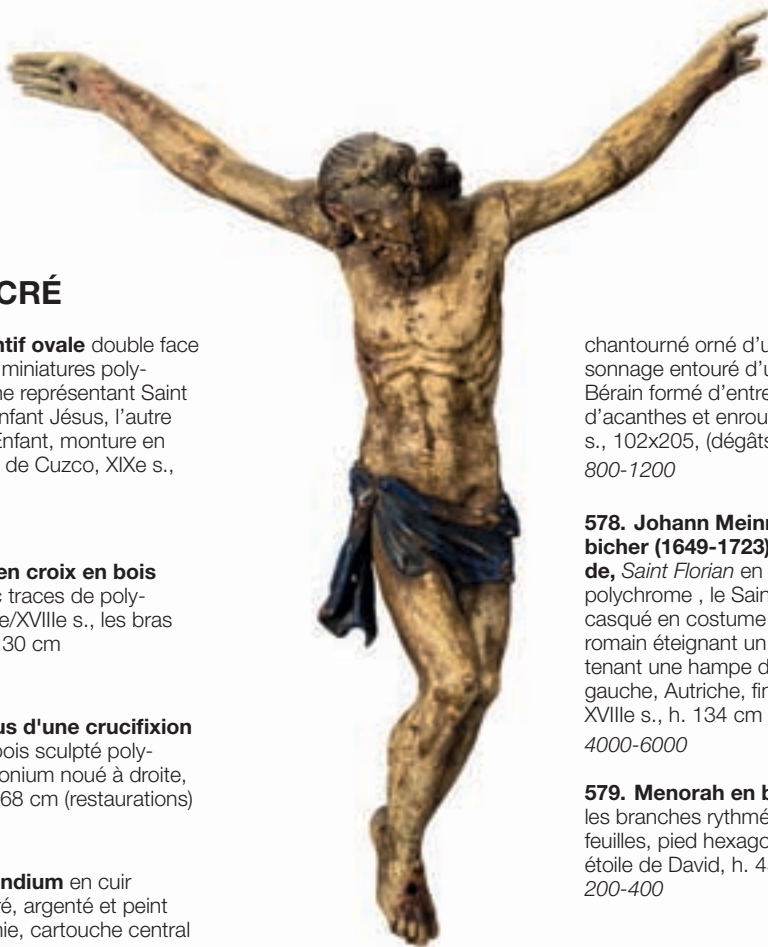 CRÉ
ntif ovale double face
miniatures poly-
ne représentant Saint
nfant Jésus, l'autre
Enfant, monture en
de Cuzco, XIXe s.,
en croix en bois
c traces de poly-
e/XVIIIe s., les bras
30 cm
us d'une crucifixion
bois sculpté poly-
onium noué à droite,
68 cm (restaurations)
ndium en cuir
ré, argenté et peint
nie, cartouche central
chantourné orné d'u
sonnage entouré d'u
Bérain formé d'entre
d'acanthes et enrou
s., 102x205, (dégâts
800-1200
578. Johann Meinr
bicher (1649-1723)
de, Saint Florian en
polychrome , le Sain
casqué en costume
romain éteignant un
tenant une hampe d
gauche, Autriche, fin
XVIIIe s., h. 134 cm
4000-6000
579. Menorah en b
les branches rythmé
feuilles, pied hexago
étoile de David, h. 4
200-400